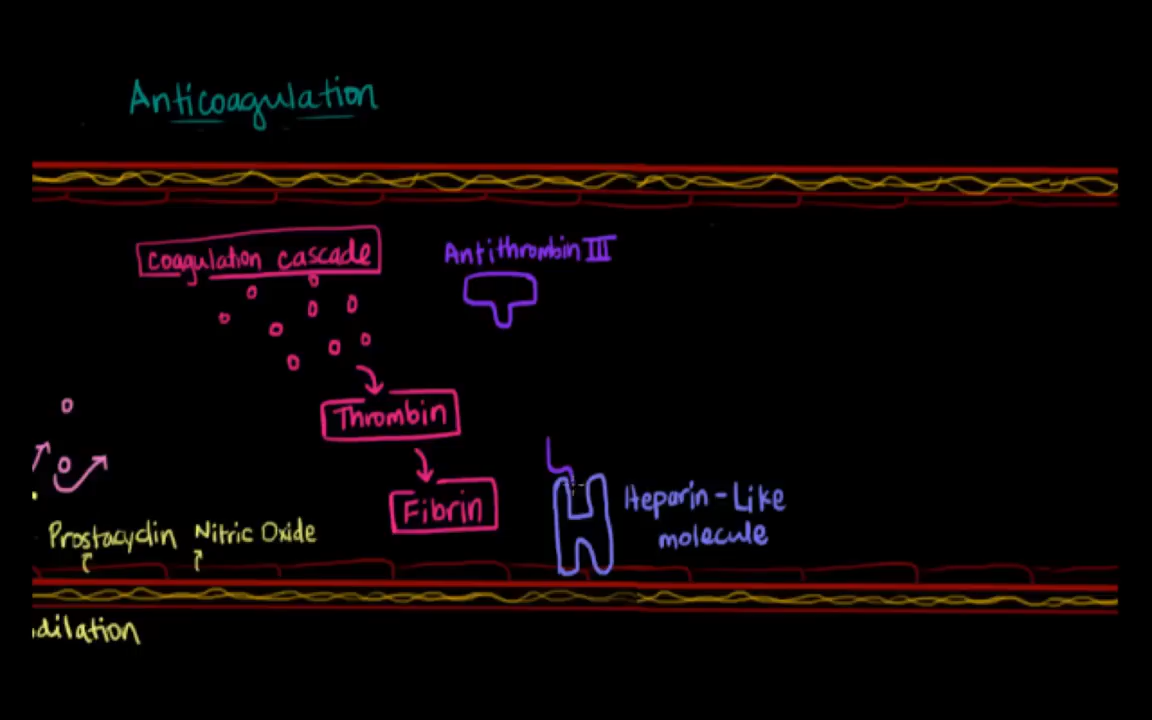 Anticoagulation
Coagulation cascade
Antithrombin III
Thrombin
Fibrin
Heparin-Like
molecule
Prostacyclin Nitric Oxide
dilation